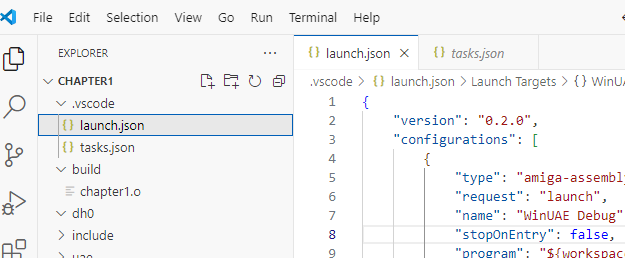 File Edit Selection View Go Run Terminal Help
EXPLORER
CHAPTER1
.vscode
{} launch.json
{} tasks.json
build
chapter1.o
dh0
include
{} launch.json
{} tasks.json
.vscode > {} launch.json > Launch Targets > {} WinUA
1 {
2 "version": "0.2.0",
3 "configurations": [
4 {
5 "type": "amiga-assembly
6 "request": "launch",
7 "name": "WinUAE Debug"
8 "stopOnEntry": false,
9 "program": "${workspac